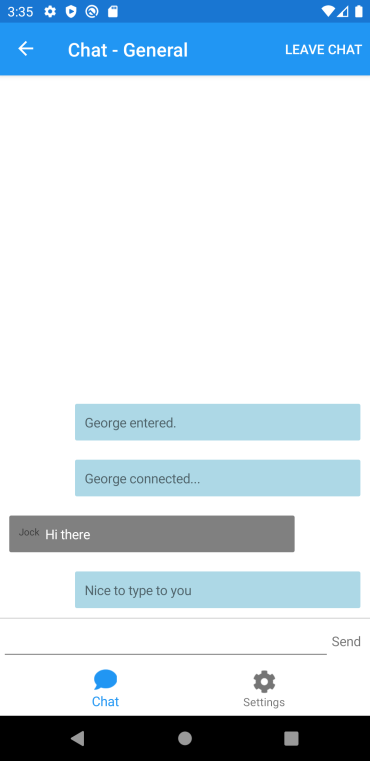 3:35
Chat - General
LEAVE CHAT
George entered.
George connected...
Jock Hi there
Nice to type to you
Send
Chat
Settings